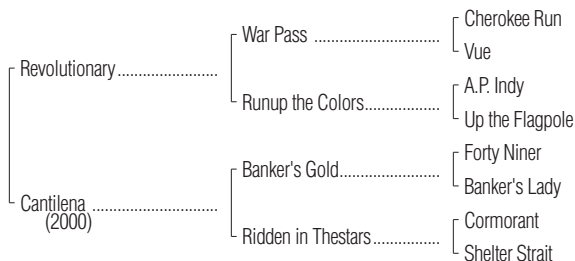 Cherokee Run
War Pass ................................
Vue
Revolutionary .........................
A.P. Indy
Runup the Colors...................
Up the Flagpole
Forty Niner
Banker's Gold.........................
Banker's Lady
Cantilena ................................
(2000)
Cormorant
Ridden in Thestars.................
Shelter Strait